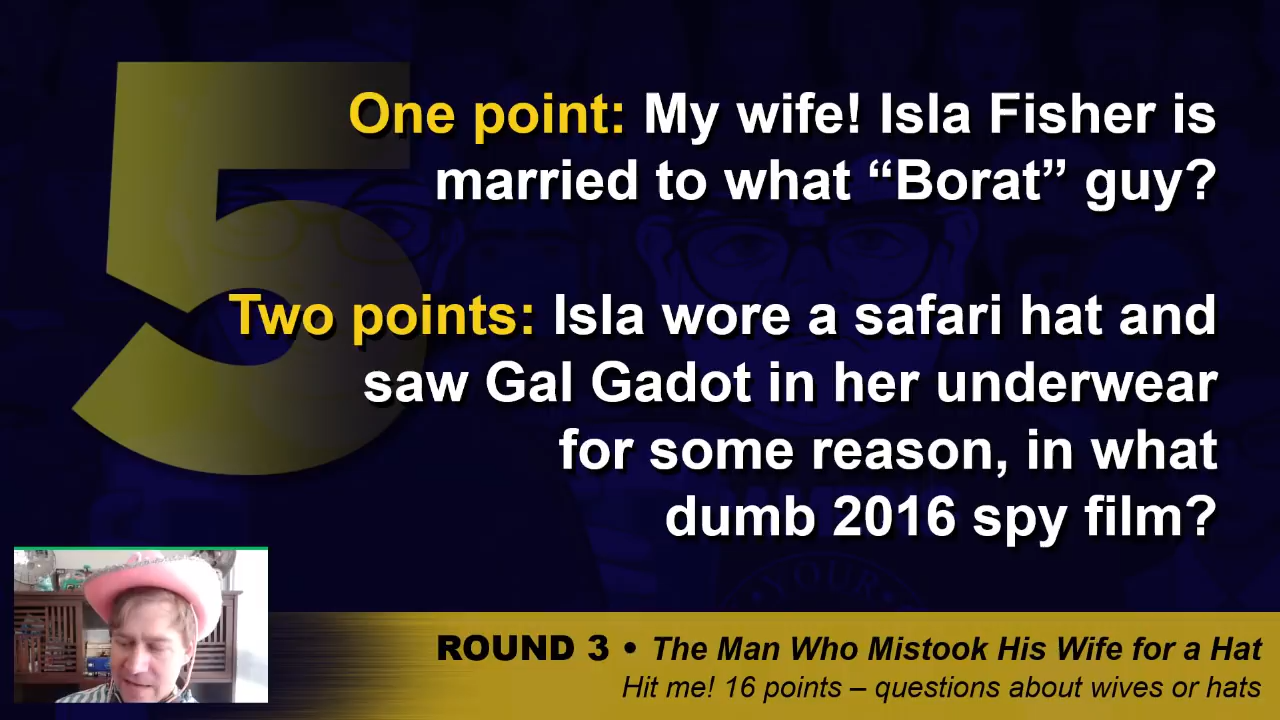 5
One point: My wife! Isla Fisher is
married to what “Borat” guy?
Two points: Isla wore a safari hat and
saw Gal Gadot in her underwear
for some reason, in what
dumb 2016 spy film?
YOUR
ROUND 3 • The Man Who Mistook His Wife for a Hat
Hit me! 16 points – questions about wives or hats